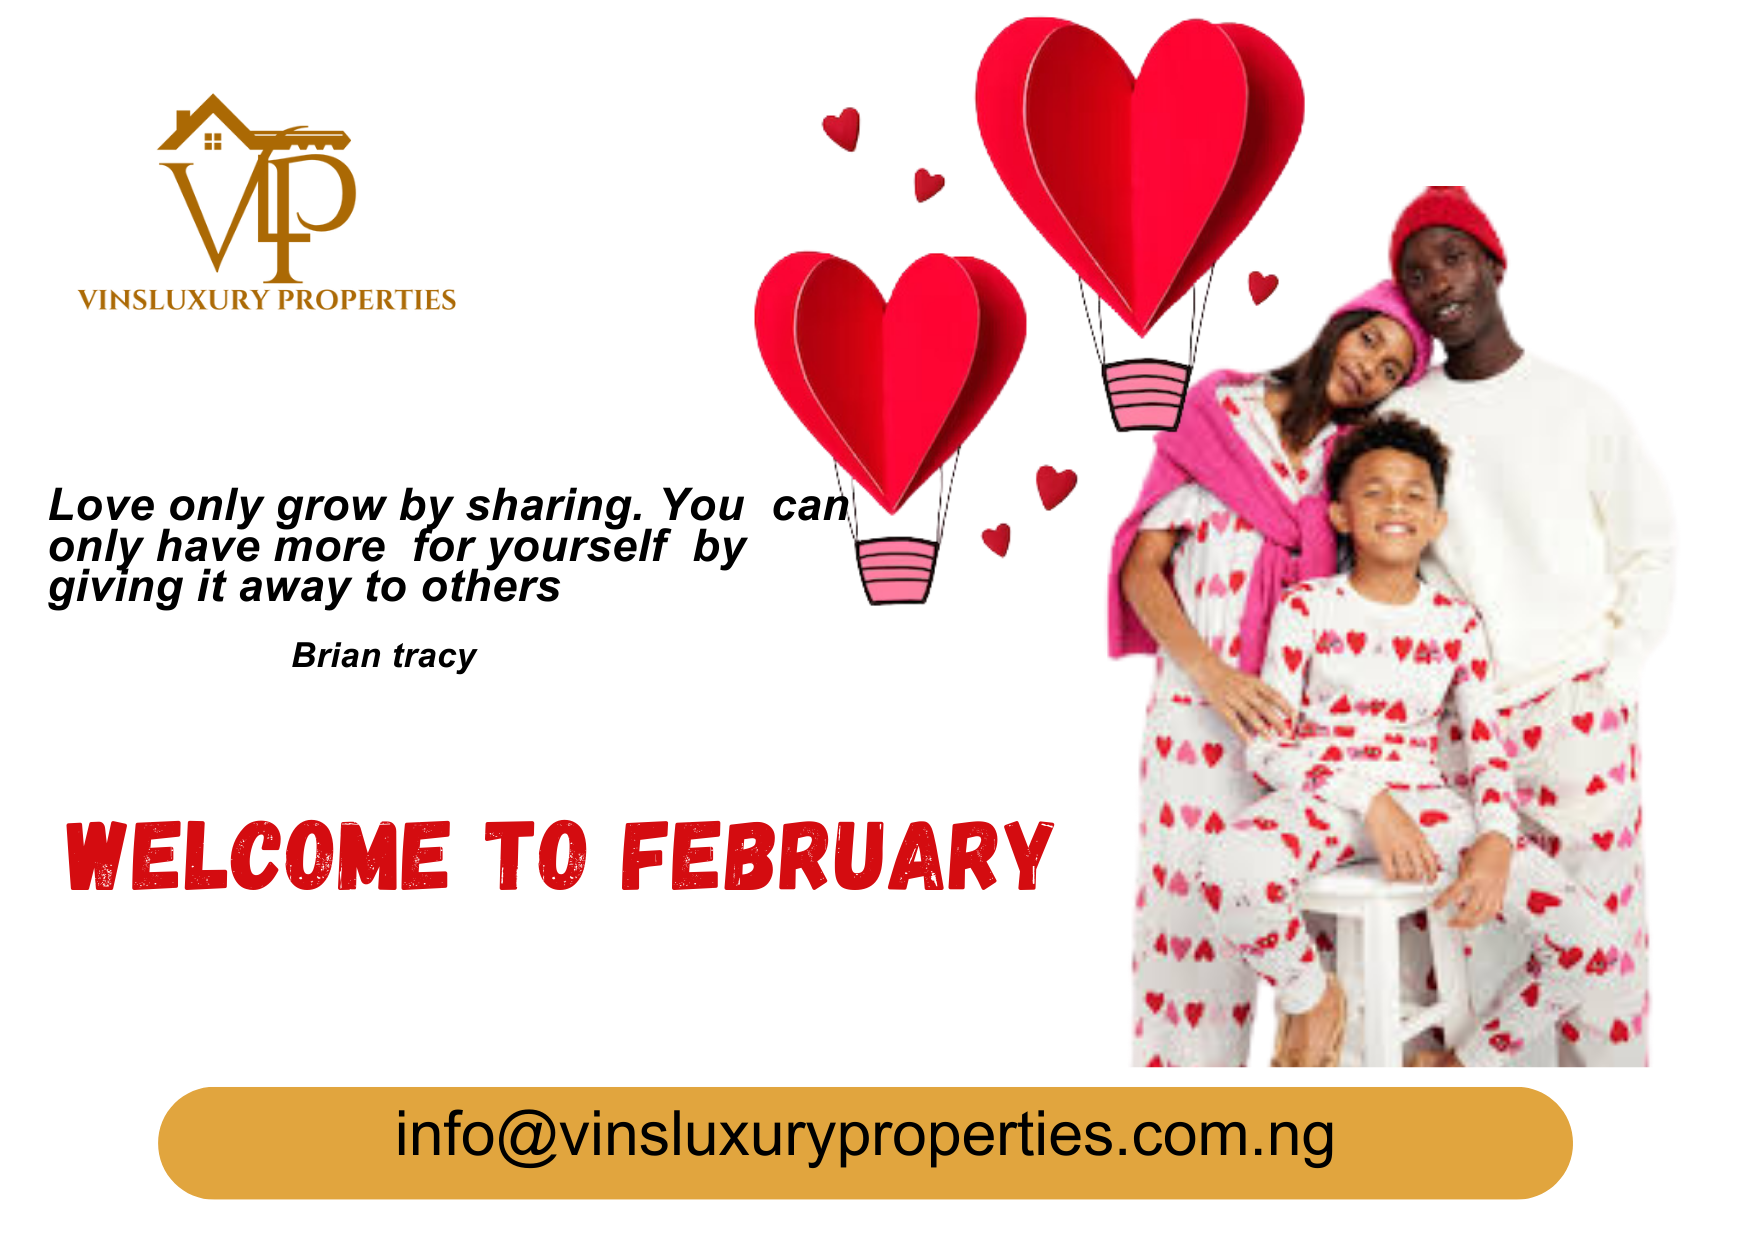 VP
VINSLUXURY PROPERTIES
Love only grow by sharing. You can
only have more for yourself by
giving it away to others
Brian tracy
WELCOME TO FEBRUARY
info@vinsluxuryproperties.com.ng